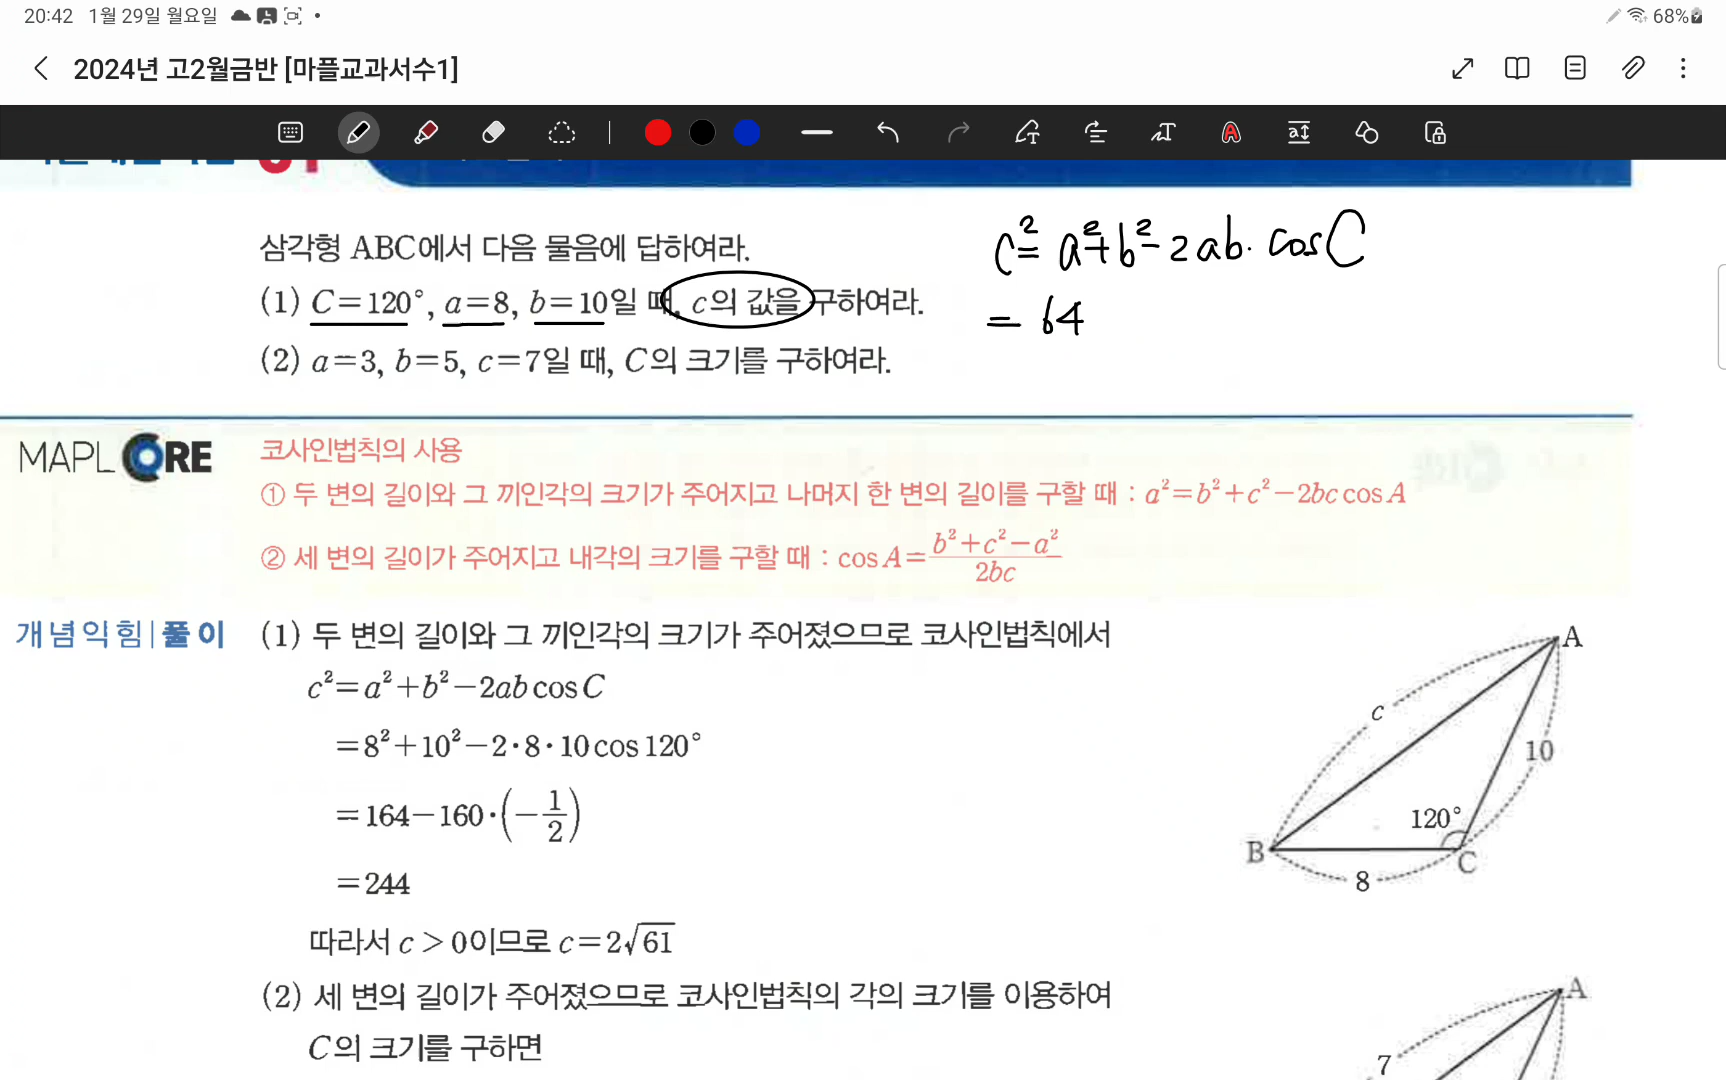 20:42 1월 29일 월요일
68%
2024년 고2월금반 [마플교과서수1]
삼각형 ABC에서 다음 물음에 답하여라.
(1) C=120°, a=8, b=10일 때, c의 값을 구하여라.
(2) a=3, b=5, c=7일 때, C의 크기를 구하여라.
c²=a²+b²-2ab·cosC
=64
MAPL CORE
코사인법칙의 사용
① 두 변의 길이와 그 끼인각의 크기가 주어지고 나머지 한 변의 길이를 구할 때 : a²=b²+c²-2bc cos A
② 세 변의 길이가 주어지고 내각의 크기를 구할 때 : cos A=(b²+c²-a²)/2bc
개념익힘|풀이
(1) 두 변의 길이와 그 끼인각의 크기가 주어졌으므로 코사인법칙에서
c²=a²+b²-2ab cos C
=8²+10²-2·8·10 cos 120°
=164-160·(-1/2)
=244
따라서 c>0이므로 c=2√61
A
c
10
120°
B
C
8
(2) 세 변의 길이가 주어졌으므로 코사인법칙의 각의 크기를 이용하여
C의 크기를 구하면
A
7